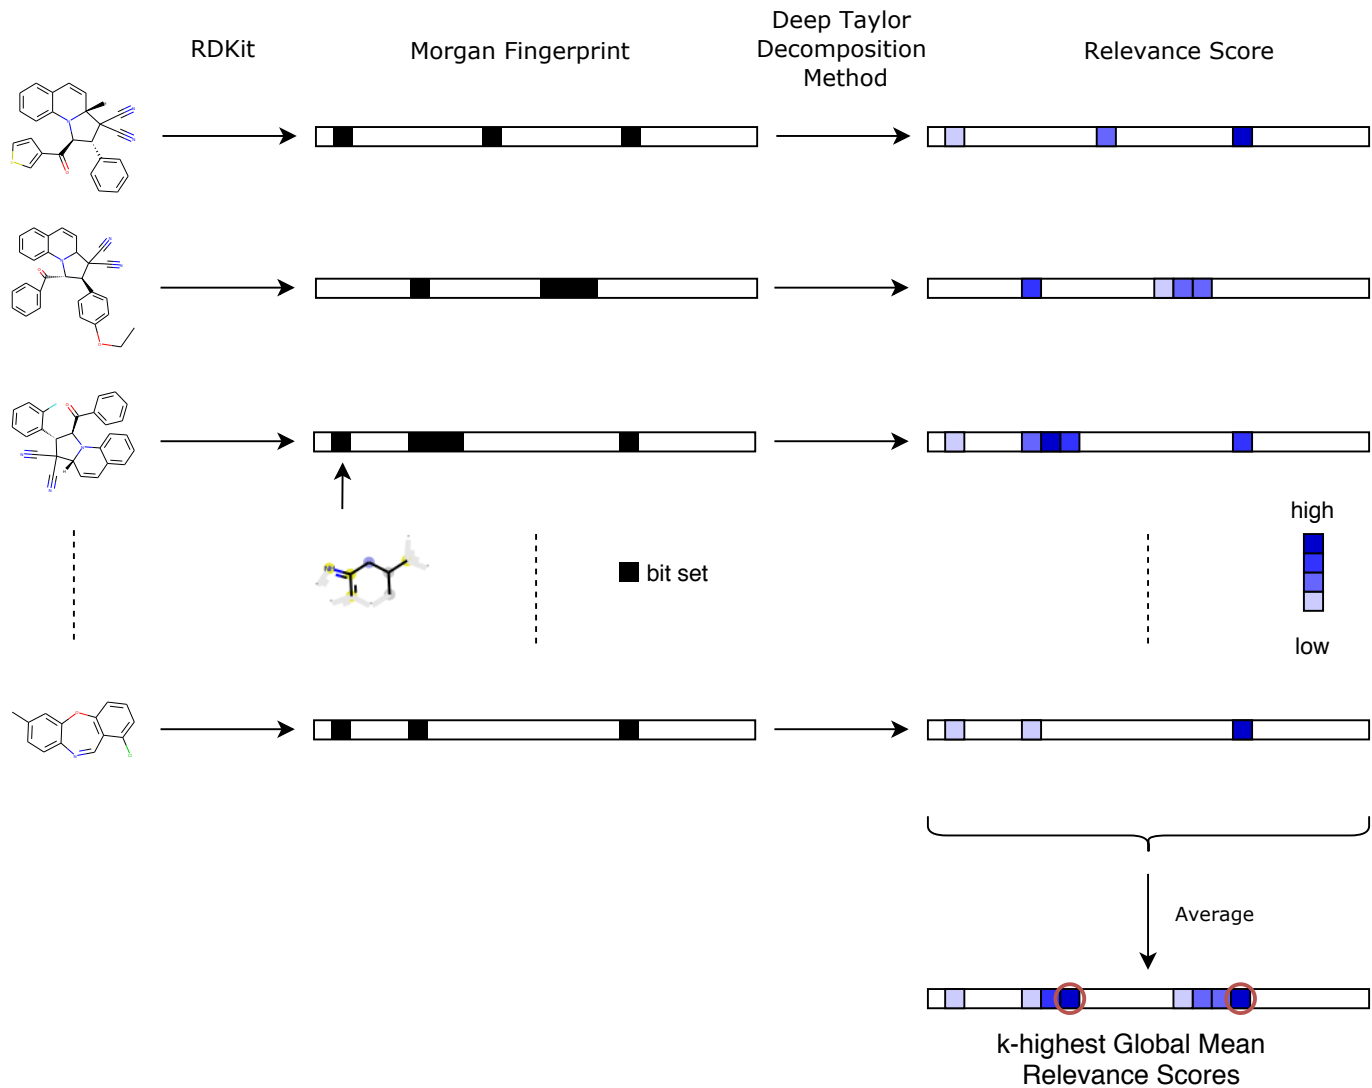 RDKit
Morgan Fingerprint
Deep Taylor
Decomposition
Method
Relevance Score
bit set
high
low
Average
k-highest Global Mean
Relevance Scores